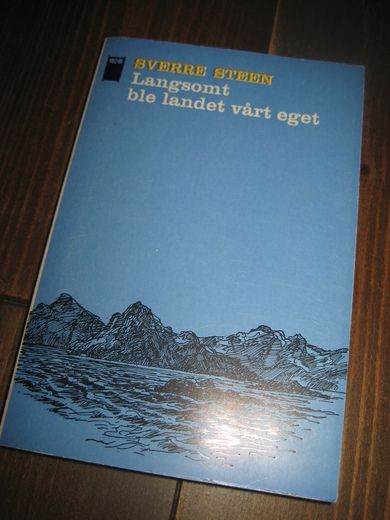 SVERRE STEEN
Langsomt
ble landet vårt eget